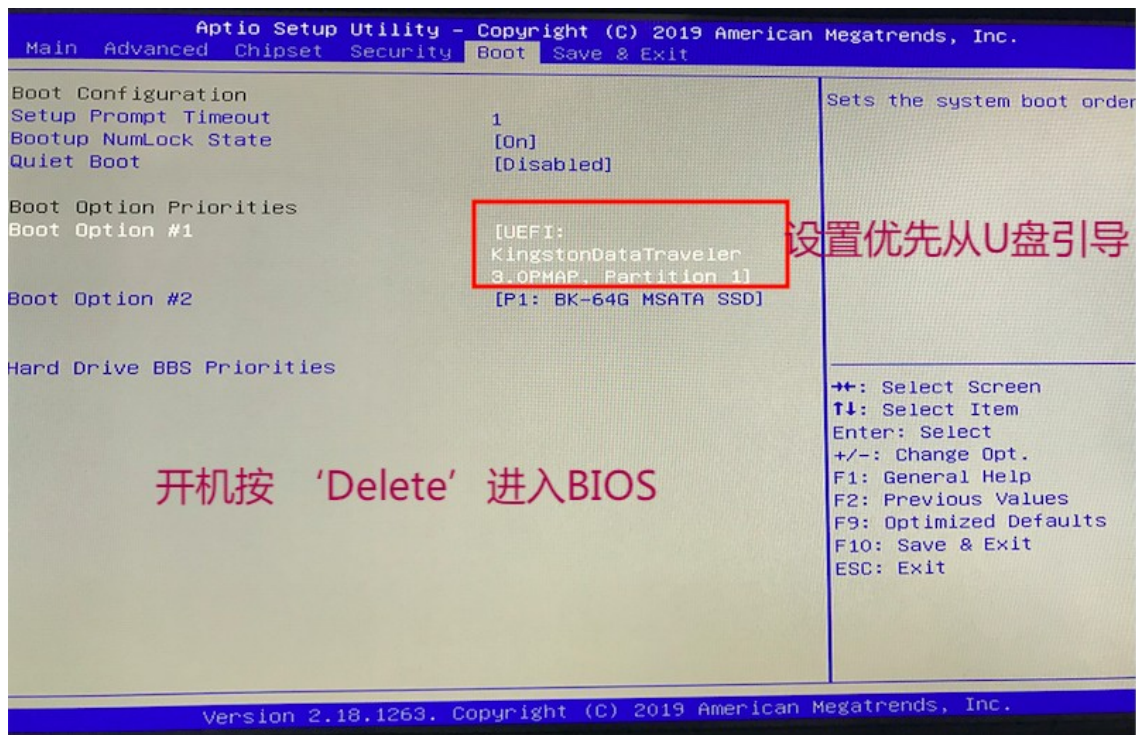 Aptio Setup Utility - Copyright (C) 2019 American Megatrends, Inc.
Main Advanced Chipset Security Boot Save & Exit
Boot Configuration
Setup Prompt Timeout 1
Bootup NumLock State [On]
Quiet Boot [Disabled]
Boot Option Priorities
Boot Option #1 [UEFI:
KingstonDataTraveler
3.0PMAP, Partition 1]
Boot Option #2 [P1: BK-64G MSATA SSD]
Hard Drive BBS Priorities
Sets the system boot order
设置优先从U盘引导
开机按 ‘Delete’ 进入BIOS
→←: Select Screen
↑↓: Select Item
Enter: Select
+/-: Change Opt.
F1: General Help
F2: Previous Values
F9: Optimized Defaults
F10: Save & Exit
ESC: Exit
Version 2.18.1263. Copyright (C) 2019 American Megatrends, Inc.